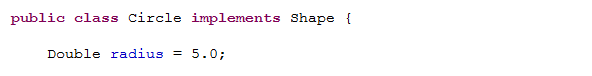 public class Circle implements Shape {
Double radius = 5.0;